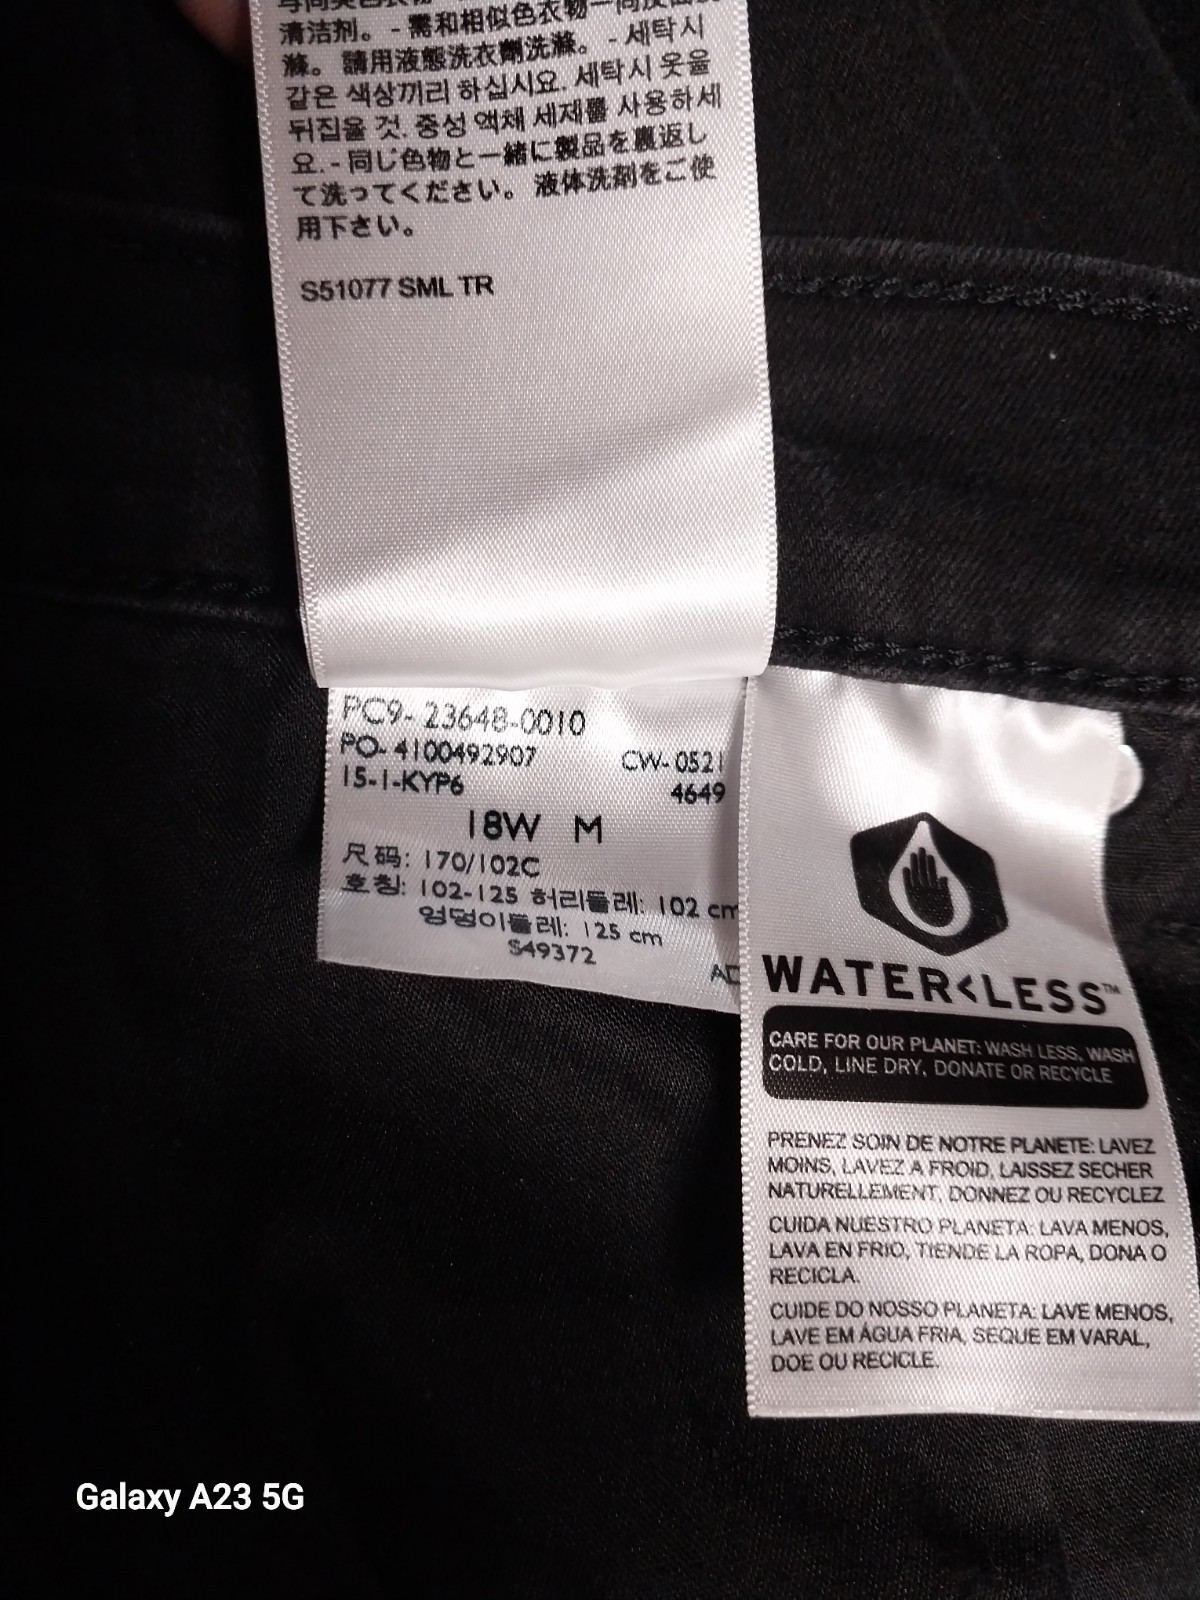 清洁剂。 - 需和相似色衣物一同反面洗
滌。 請用液態洗衣劑洗滌。 - 세탁시
같은 색상끼리 하십시요. 세탁시 옷을
뒤집을 것. 중성 액체 세제를 사용하세
요. - 同じ色物と一緒に製品を裏返し
て洗ってください。 液体洗剤をご使
用下さい。
S51077 SML TR
PC9- 23648-0010
PO- 4100492907 CW- 0521
15-1-KYP6 4649
18W M
尺码: 170/102C
호칭: 102-125 허리둘레: 102 cm
엉덩이둘레: 125 cm
S49372
AD
WATER<LESS™
CARE FOR OUR PLANET: WASH LESS, WASH
COLD, LINE DRY, DONATE OR RECYCLE
PRENEZ SOIN DE NOTRE PLANETE: LAVEZ
MOINS, LAVEZ A FROID, LAISSEZ SECHER
NATURELLEMENT, DONNEZ OU RECYCLEZ
CUIDA NUESTRO PLANETA: LAVA MENOS,
LAVA EN FRIO, TIENDE LA ROPA, DONA O
RECICLA.
CUIDE DO NOSSO PLANETA: LAVE MENOS,
LAVE EM ÁGUA FRIA, SEQUE EM VARAL,
DOE OU RECICLE.
Galaxy A23 5G